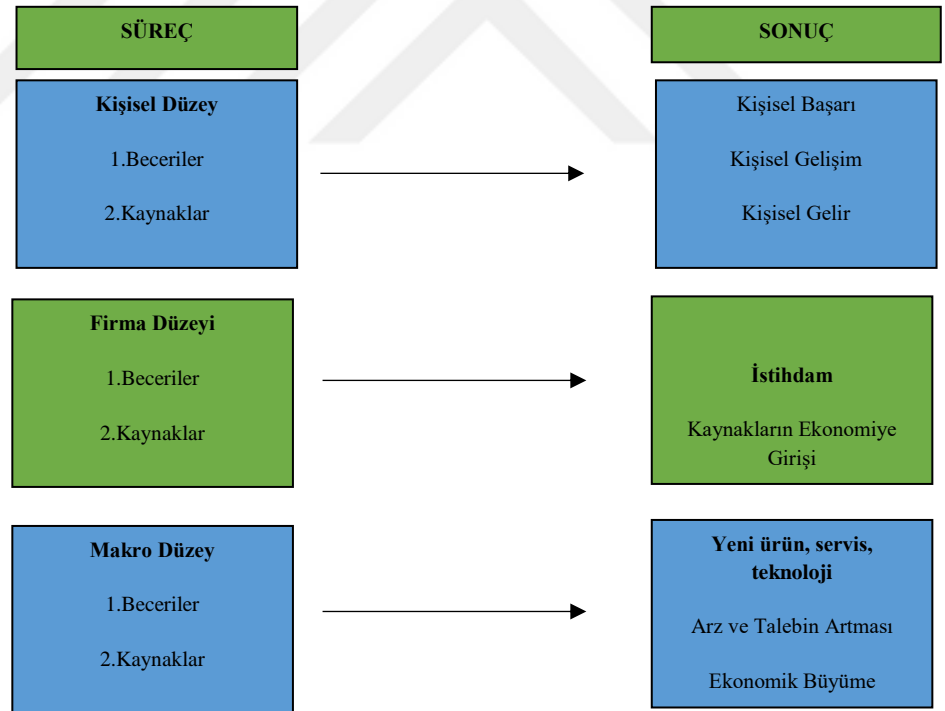 SÜREÇ
SONUÇ
Kişisel Düzey
1.Beceriler
2.Kaynaklar
Kişisel Başarı
Kişisel Gelişim
Kişisel Gelir
Firma Düzeyi
1.Beceriler
2.Kaynaklar
İstihdam
Kaynakların Ekonomiye
Girişi
Makro Düzey
1.Beceriler
2.Kaynaklar
Yeni ürün, servis,
teknoloji
Arz ve Talebin Artması
Ekonomik Büyüme